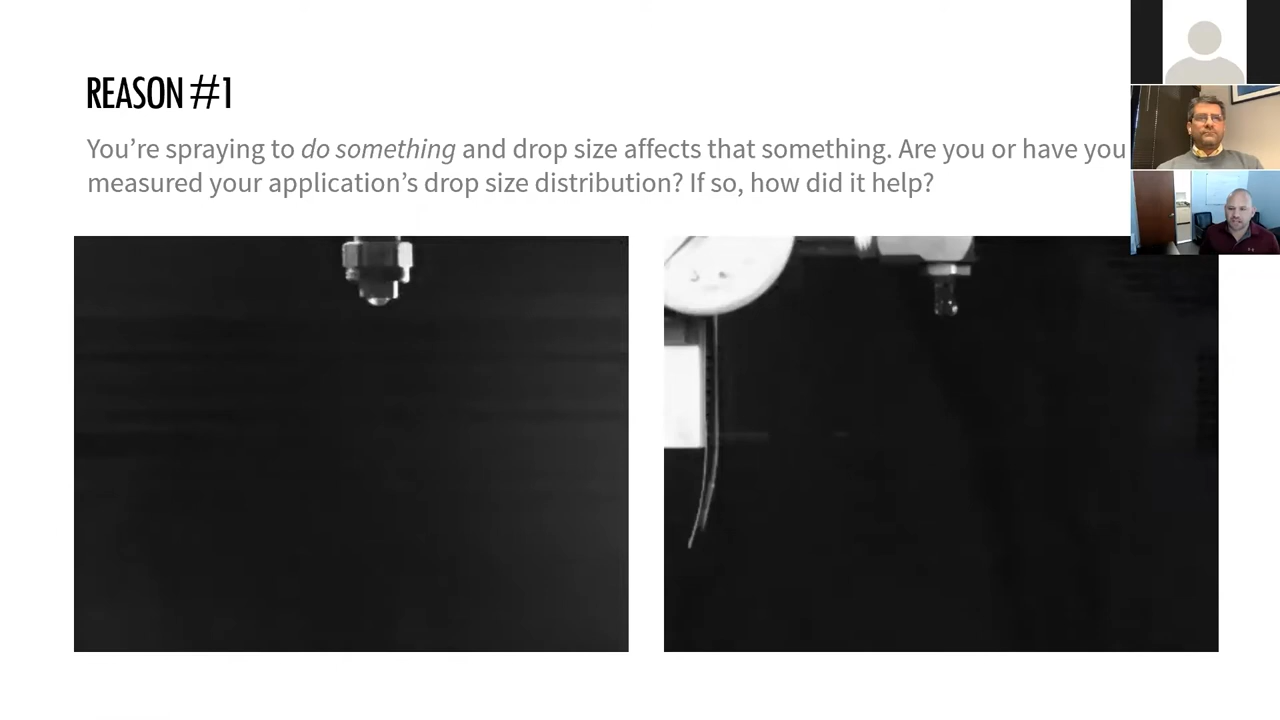 REASON #1
You're spraying to do something and drop size affects that something. Are you or have you
measured your application's drop size distribution? If so, how did it help?